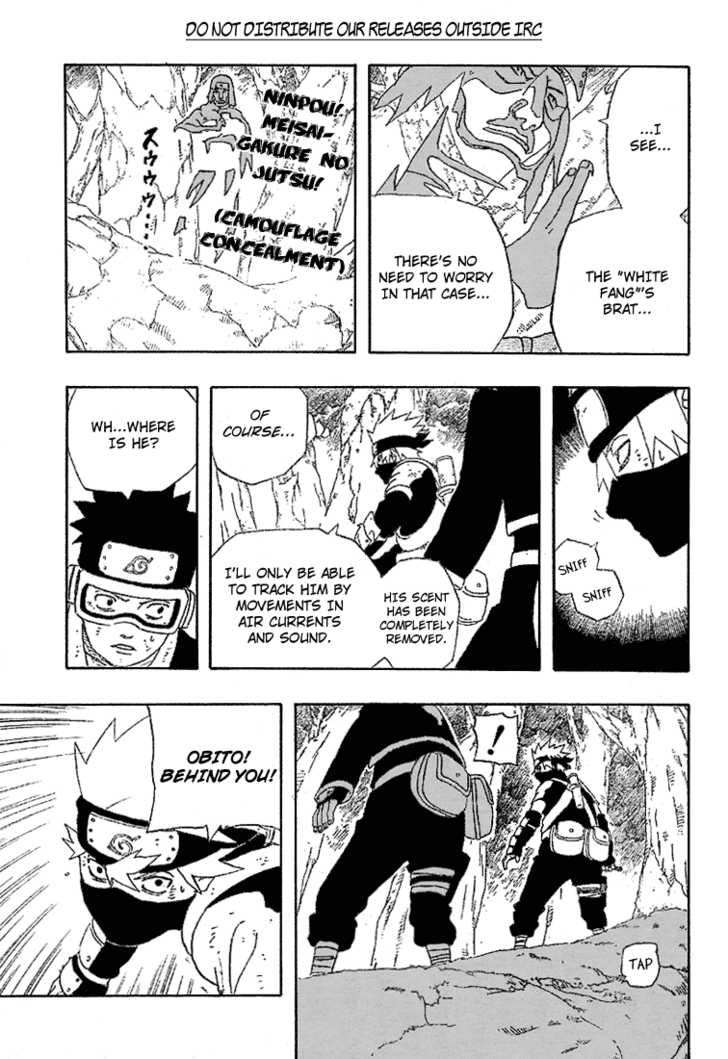 DO NOT DISTRIBUTE OUR RELEASES OUTSIDE IRC
...I
SEE...
THE "WHITE
FANG"'S
BRAT...
THERE'S NO
NEED TO WORRY
IN THAT CASE...
NINPOU!
MEISAI-
GAKURE NO
JUTSU!
(CAMOUFLAGE
CONCEALMENT)
スゥゥゥ……
SNIFF
SNIFF
OF
COURSE...
HIS SCENT
HAS BEEN
COMPLETELY
REMOVED.
I'LL ONLY BE ABLE
TO TRACK HIM BY
MOVEMENTS IN
AIR CURRENTS
AND SOUND.
WH...WHERE
IS HE?
!
TAP
OBITO!
BEHIND YOU!